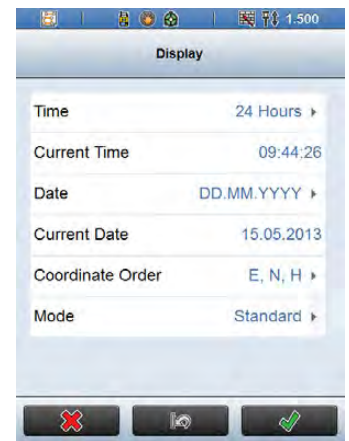 1.500
Display
Time 24 Hours
Current Time 09:44:26
Date DD.MM.YYYY
Current Date 15.05.2013
Coordinate Order E, N, H
Mode Standard